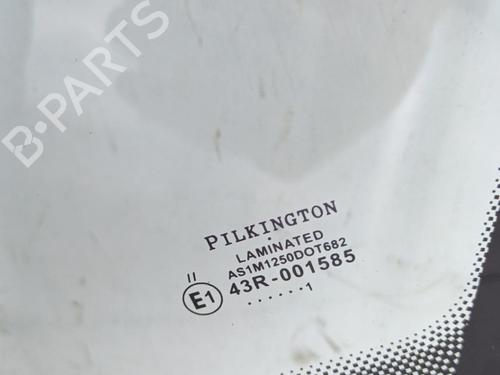 B-PARTS
PILKINGTON
LAMINATED
AS1M1250DOT682
II
E1 43R-001585
......1